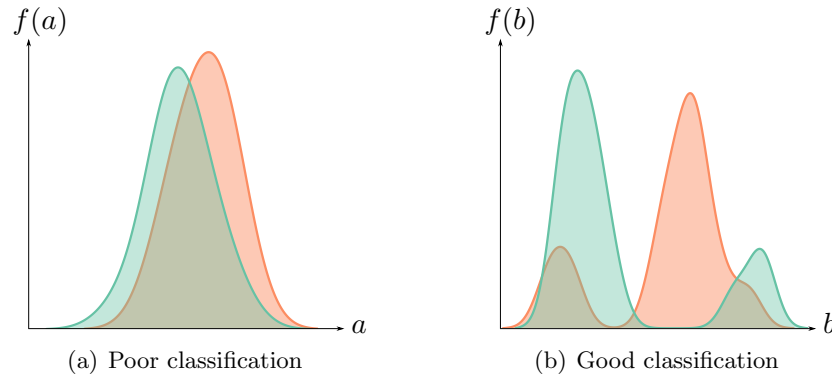 f(a)
a
(a) Poor classification
f(b)
b
(b) Good classification